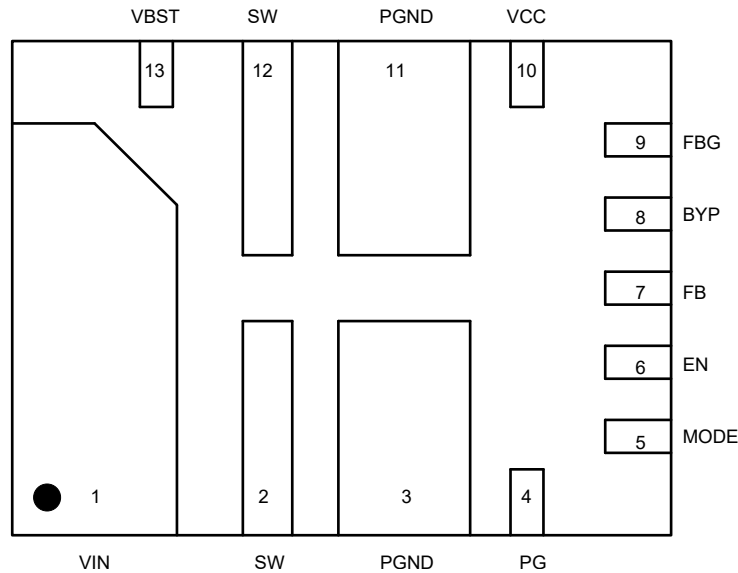 VBST SW PGND VCC
13 12 11 10
9 FBG
8 BYP
7 FB
6 EN
5 MODE
1 2 3 4
VIN SW PGND PG